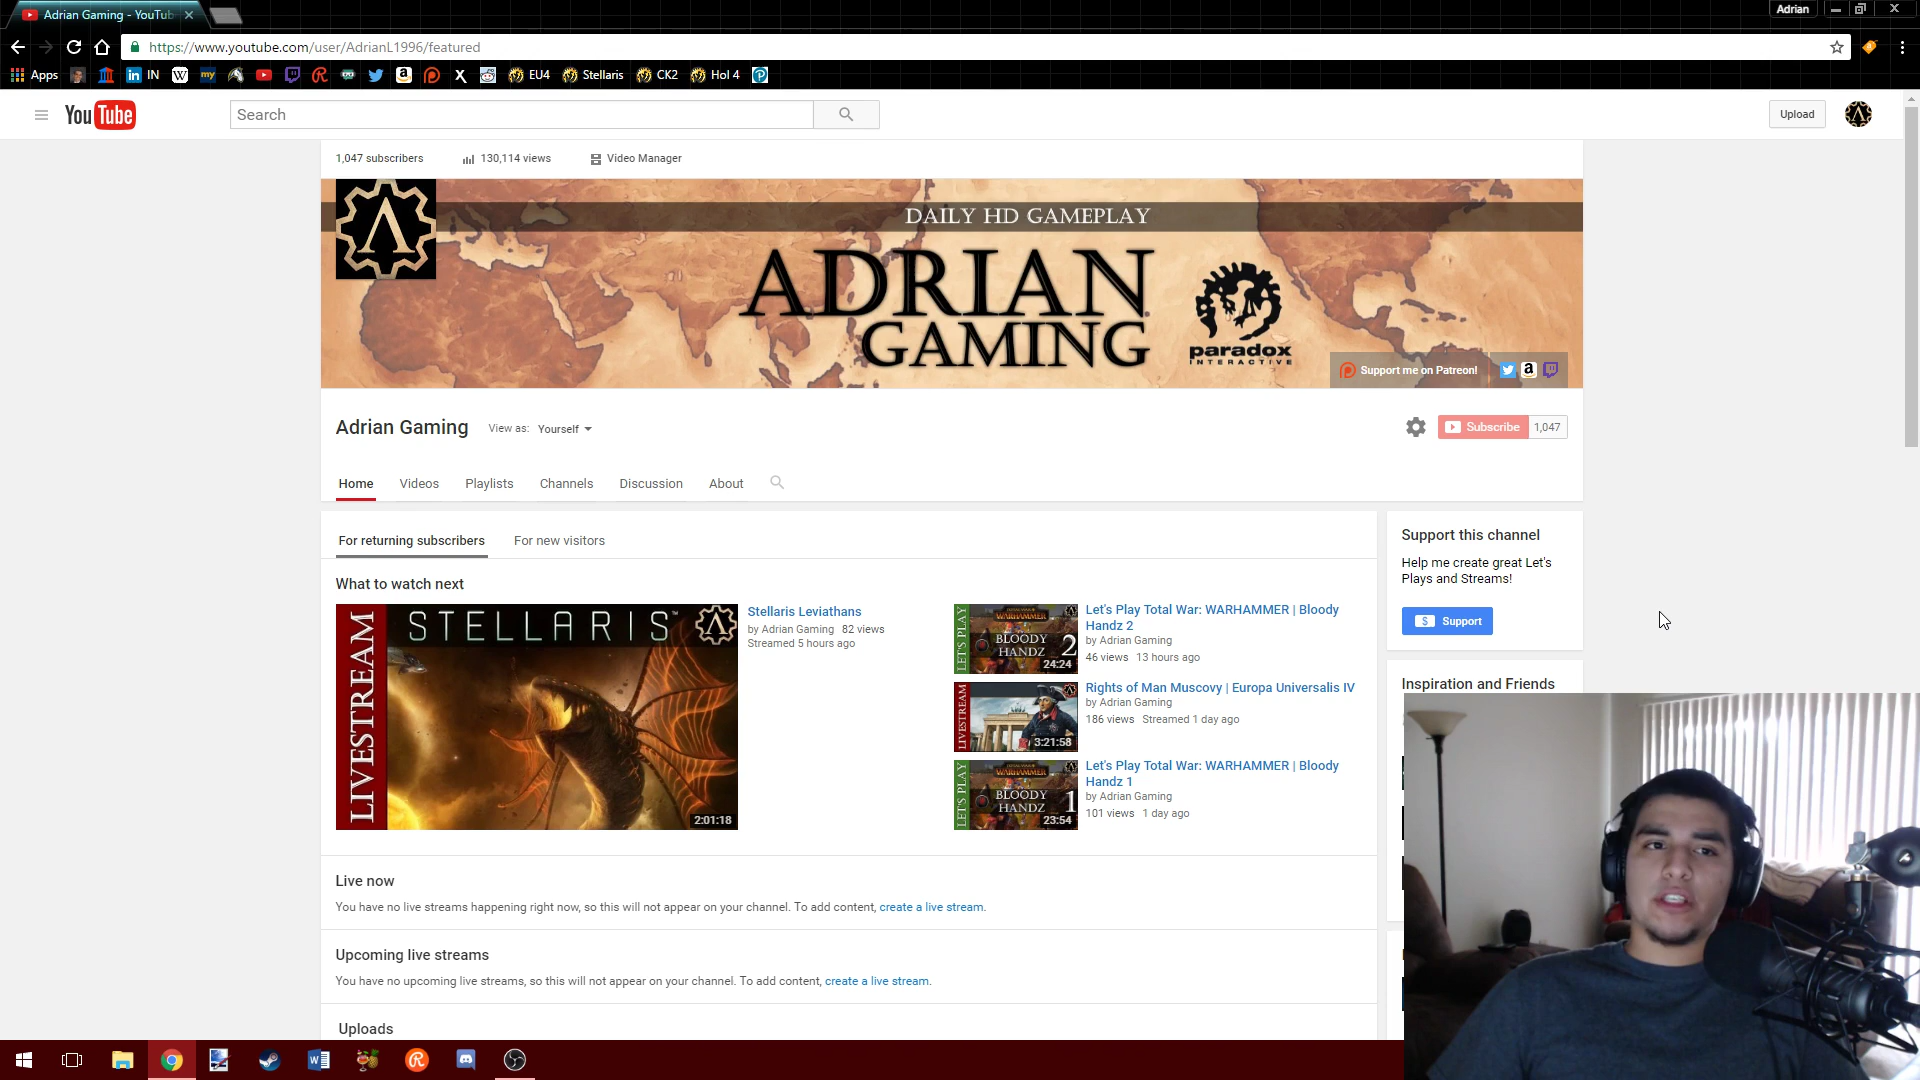 Adrian Gaming - YouTub
Adrian
https://www.youtube.com/user/AdrianL1996/featured
Apps
IN
EU4
Stellaris
CK2
HoI 4
YouTube
Search
Upload
1,047 subscribers
130,114 views
Video Manager
DAILY HD GAMEPLAY
ADRIAN
GAMING
paradox
INTERACTIVE
Support me on Patreon!
Adrian Gaming
View as: Yourself
Subscribe 1,047
Home
Videos
Playlists
Channels
Discussion
About
For returning subscribers
For new visitors
What to watch next
LIVESTREAM
STELLARIS
2:01:18
Stellaris Leviathans
by Adrian Gaming 82 views
Streamed 5 hours ago
LET'S PLAY
WARHAMMER
BLOODY
HANDZ 2
24:24
Let's Play Total War: WARHAMMER | Bloody
Handz 2
by Adrian Gaming
46 views 13 hours ago
LIVESTREAM
3:21:58
Rights of Man Muscovy | Europa Universalis IV
by Adrian Gaming
186 views Streamed 1 day ago
LET'S PLAY
WARHAMMER
BLOODY
HANDZ 1
23:54
Let's Play Total War: WARHAMMER | Bloody
Handz 1
by Adrian Gaming
101 views 1 day ago
Live now
You have no live streams happening right now, so this will not appear on your channel. To add content, create a live stream.
Upcoming live streams
You have no upcoming live streams, so this will not appear on your channel. To add content, create a live stream.
Uploads
Support this channel
Help me create great Let's
Plays and Streams!
$ Support
Inspiration and Friends